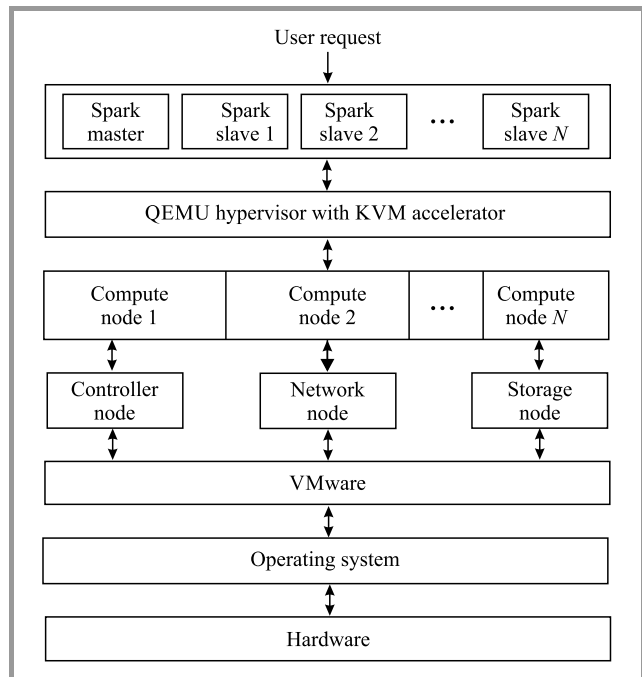 User request
Spark Spark Spark Spark
master slave 1 slave 2 ... slave N
QEMU hypervisor with KVM accelerator
Compute Compute ... Compute
node 1 node 2 node N
Controller Network Storage
node node node
VMware
Operating system
Hardware